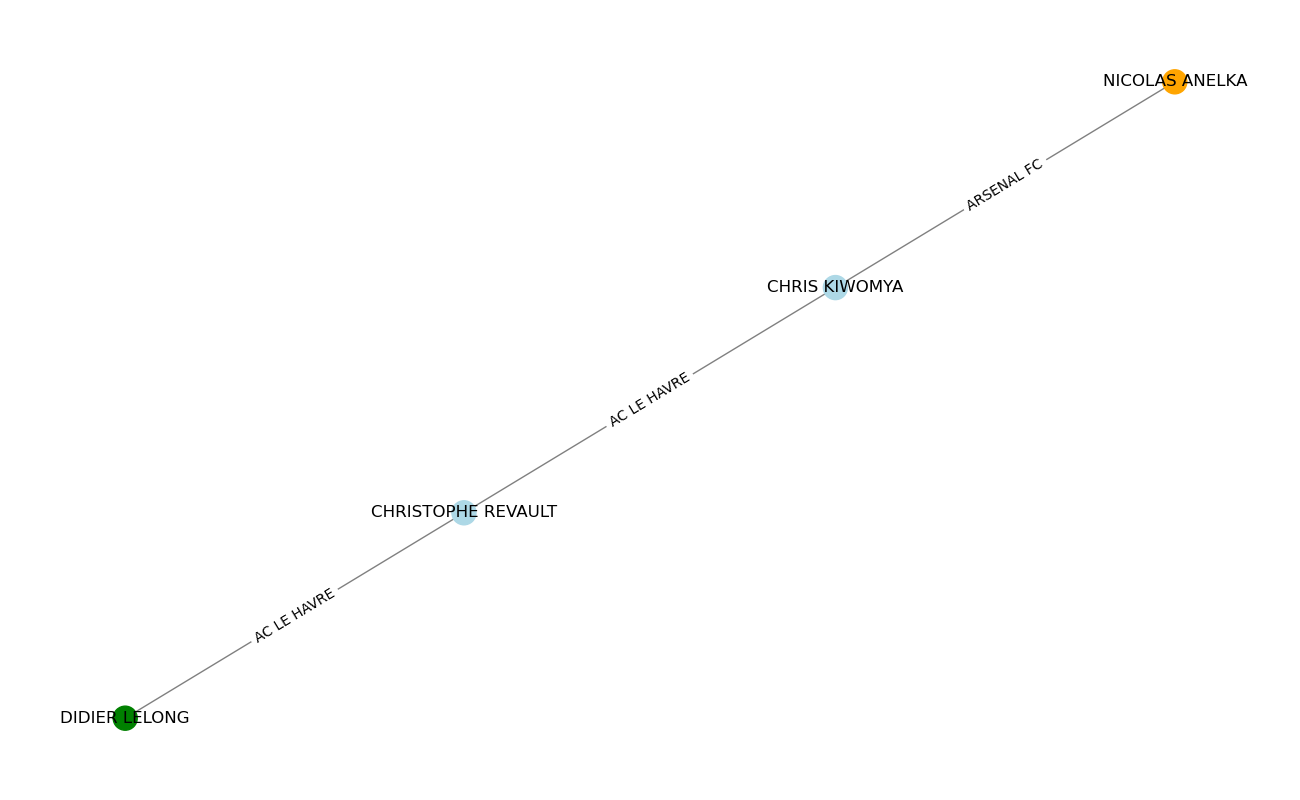 NICOLAS ANELKA
ARSENAL FC
CHRIS KIWOMYA
AC LE HAVRE
CHRISTOPHE REVAULT
AC LE HAVRE
DIDIER LELONG